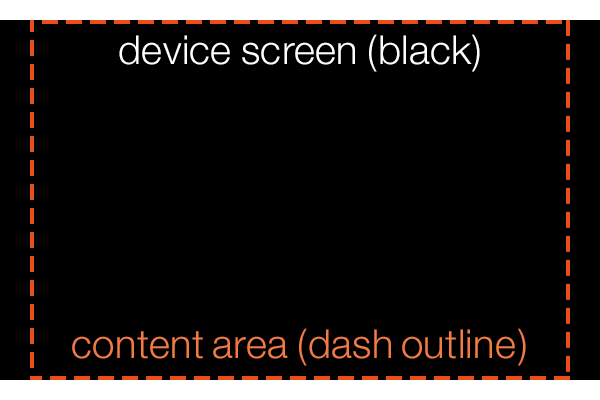 device screen (black)
content area (dash outline)